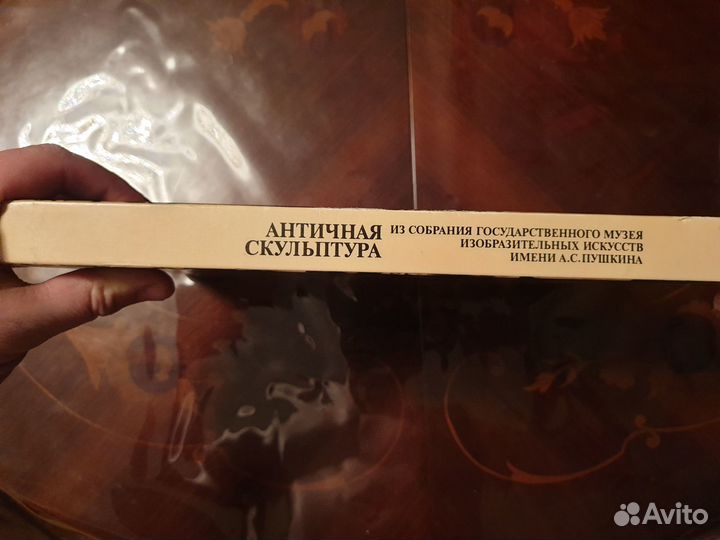 АНТИЧНАЯ
СКУЛЬПТУРА
ИЗ СОБРАНИЯ ГОСУДАРСТВЕННОГО МУЗЕЯ
ИЗОБРАЗИТЕЛЬНЫХ ИСКУССТВ
ИМЕНИ А.С.ПУШКИНА
Avito